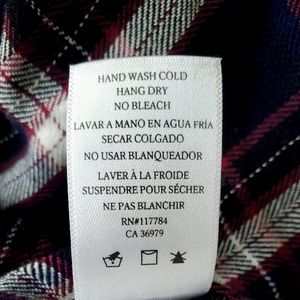 HAND WASH COLD
HANG DRY
NO BLEACH
LAVAR A MANO EN AGUA FRÍA
SECAR COLGADO
NO USAR BLANQUEADOR
LAVER À LA FROIDE
SUSPENDRE POUR SÉCHER
NE PAS BLANCHIR
RN#117784
CA 36979